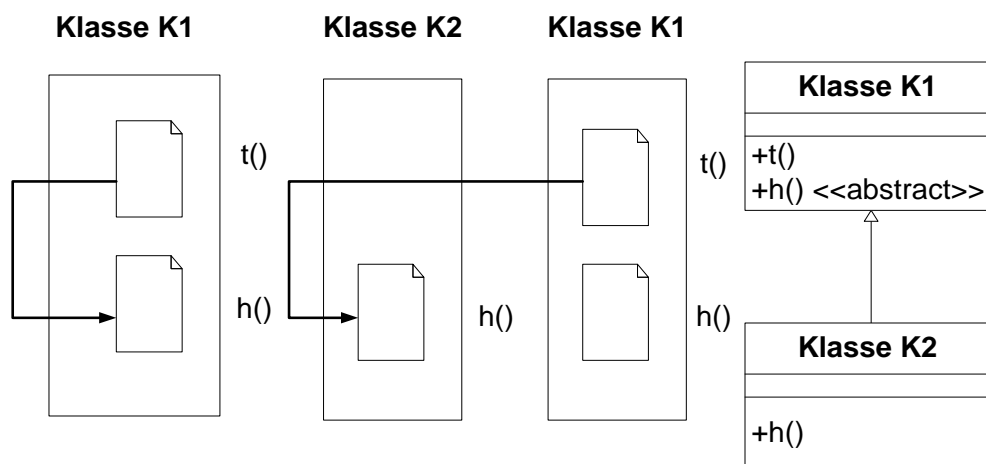 Klasse K1
Klasse K2
Klasse K1
t()
h()
h()
t()
h()
Klasse K1
+t()
+h() <<abstract>>
Klasse K2
+h()